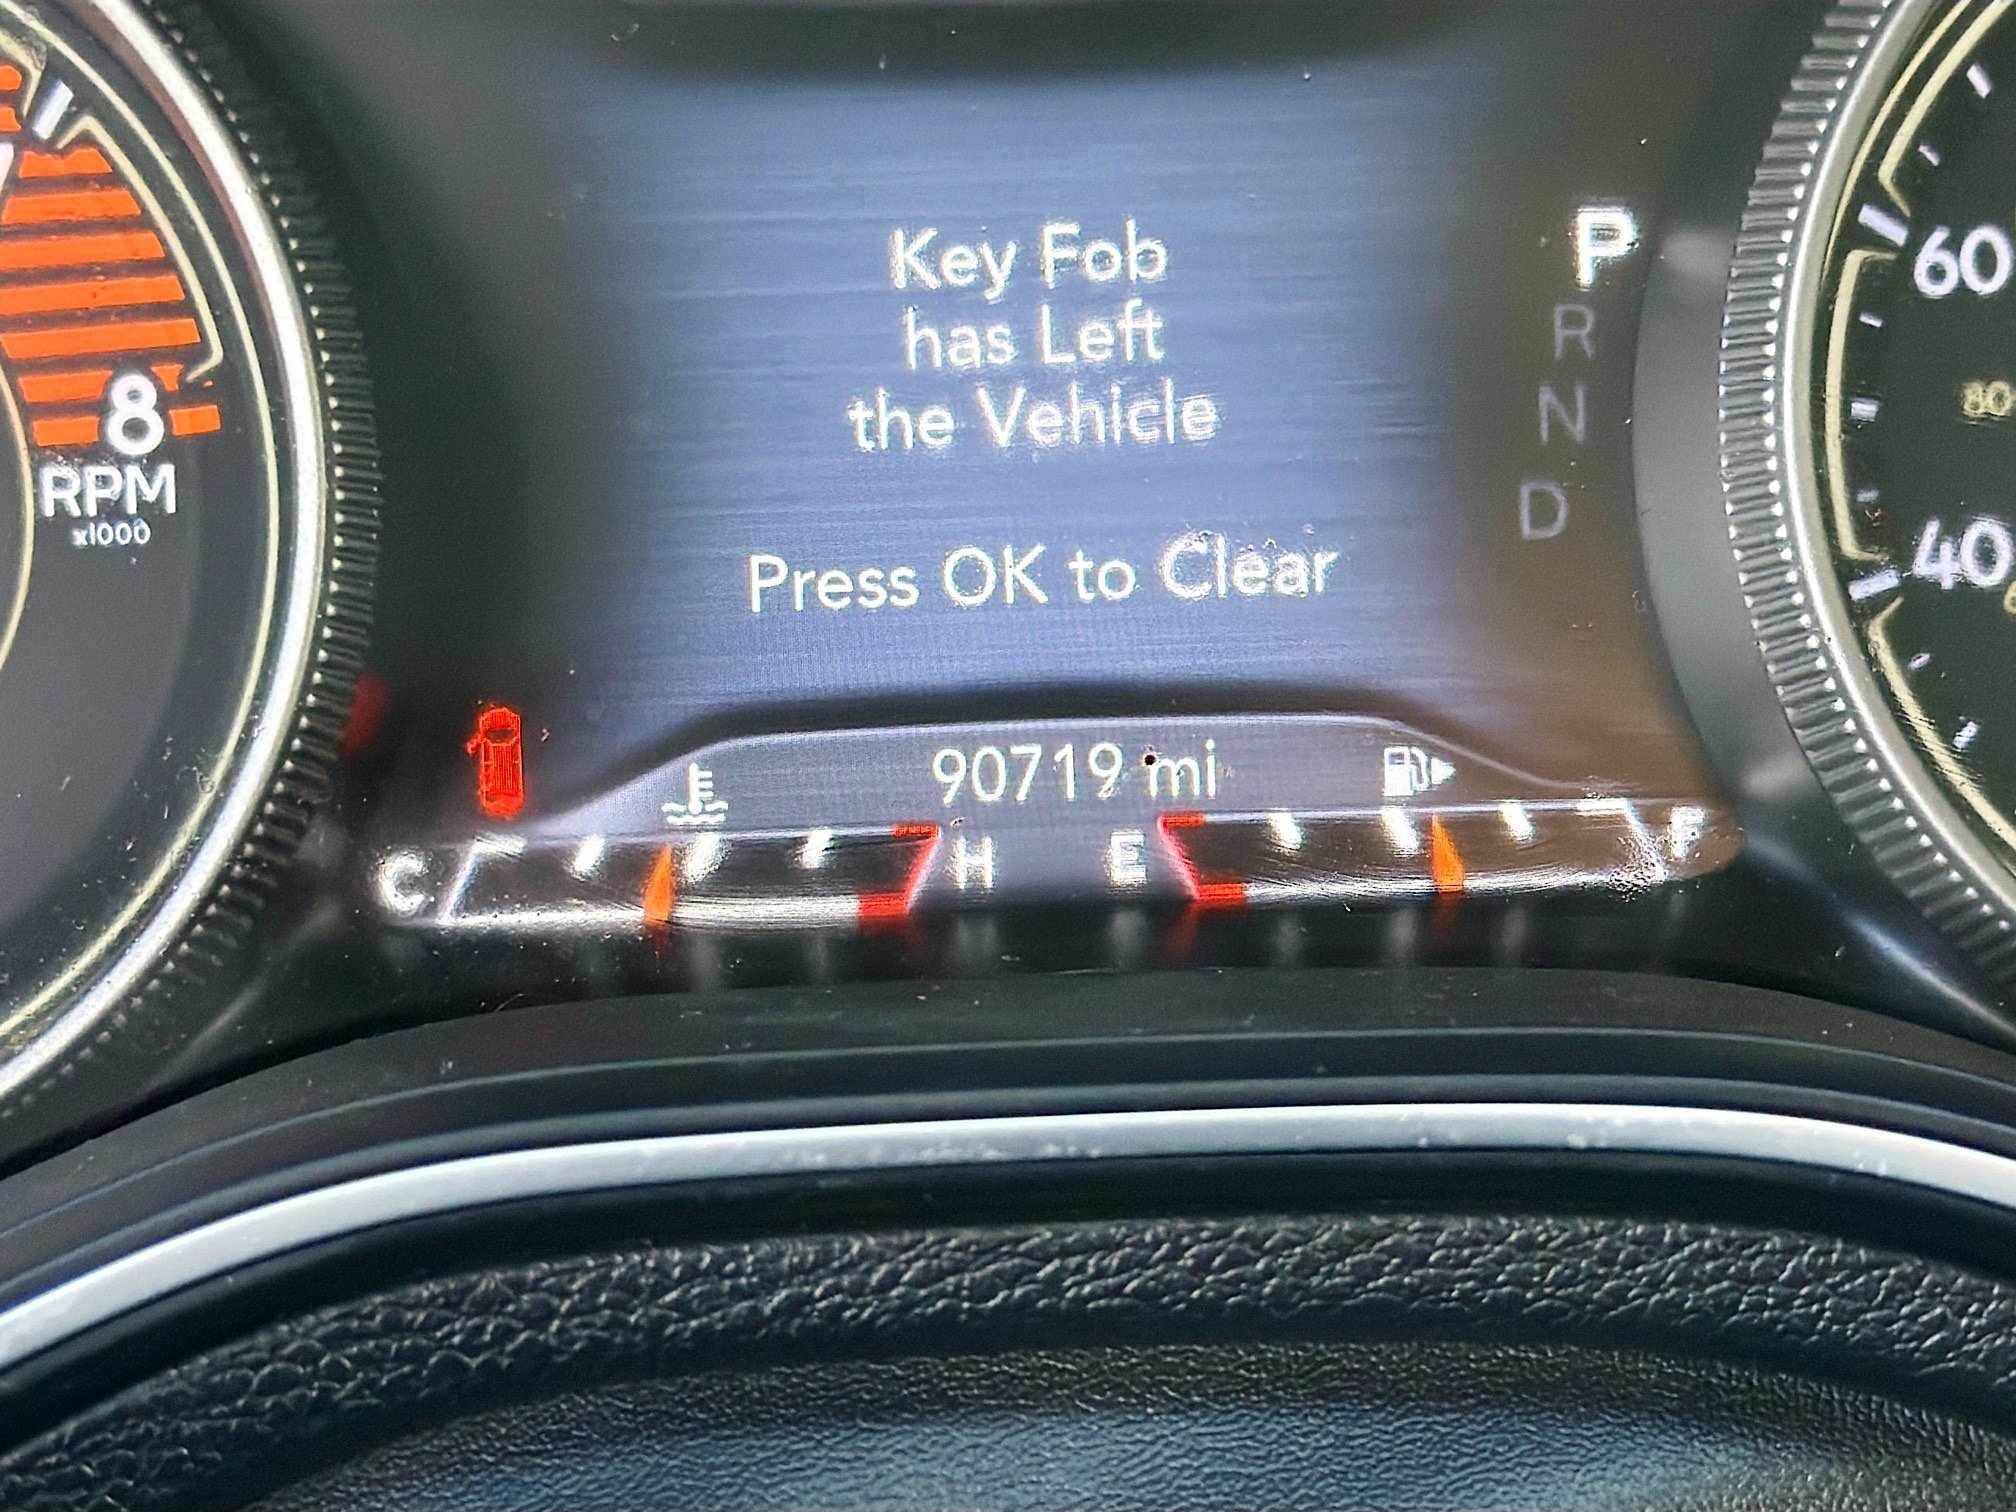 Key Fob
has Left
the Vehicle
Press OK to Clear
P
R
N
D
8
RPM
x1000
60
80
40
90719 mi
C
H
E
F